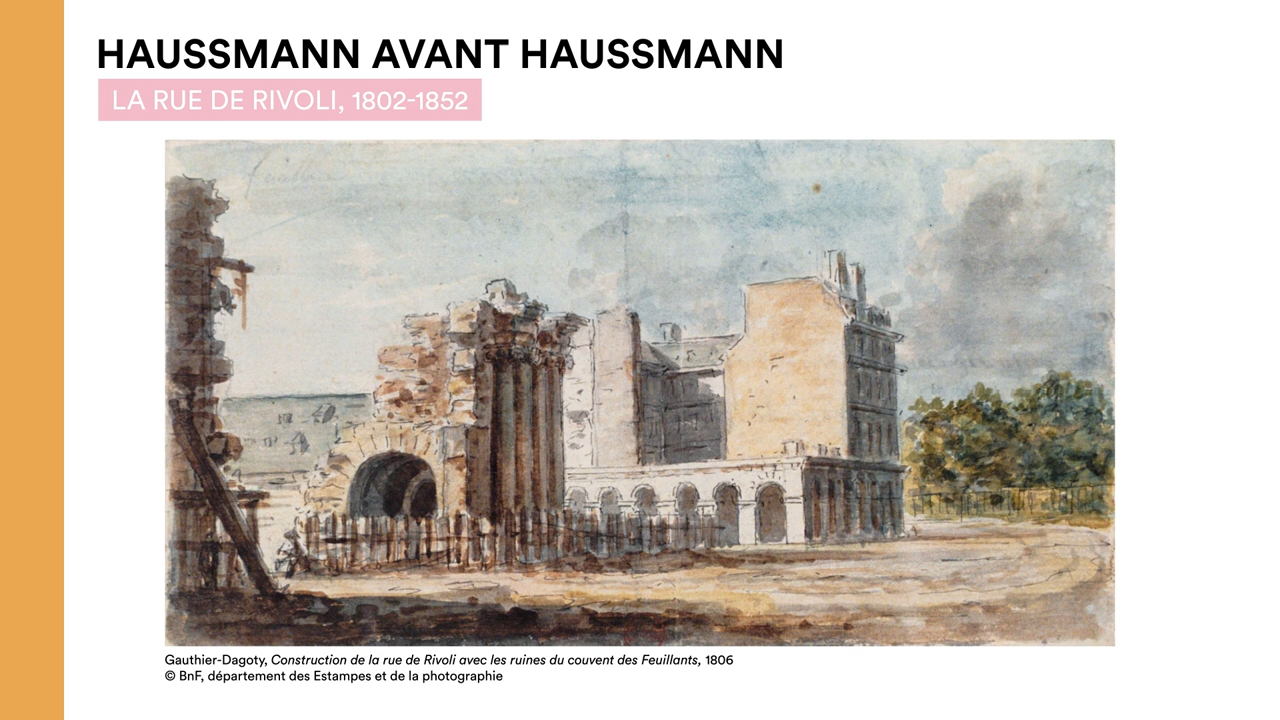 HAUSSMANN AVANT HAUSSMANN
LA RUE DE RIVOLI, 1802-1852
Gauthier-Dagoty, Construction de la rue de Rivoli avec les ruines du couvent des Feuillants, 1806
© BnF, département des Estampes et de la photographie